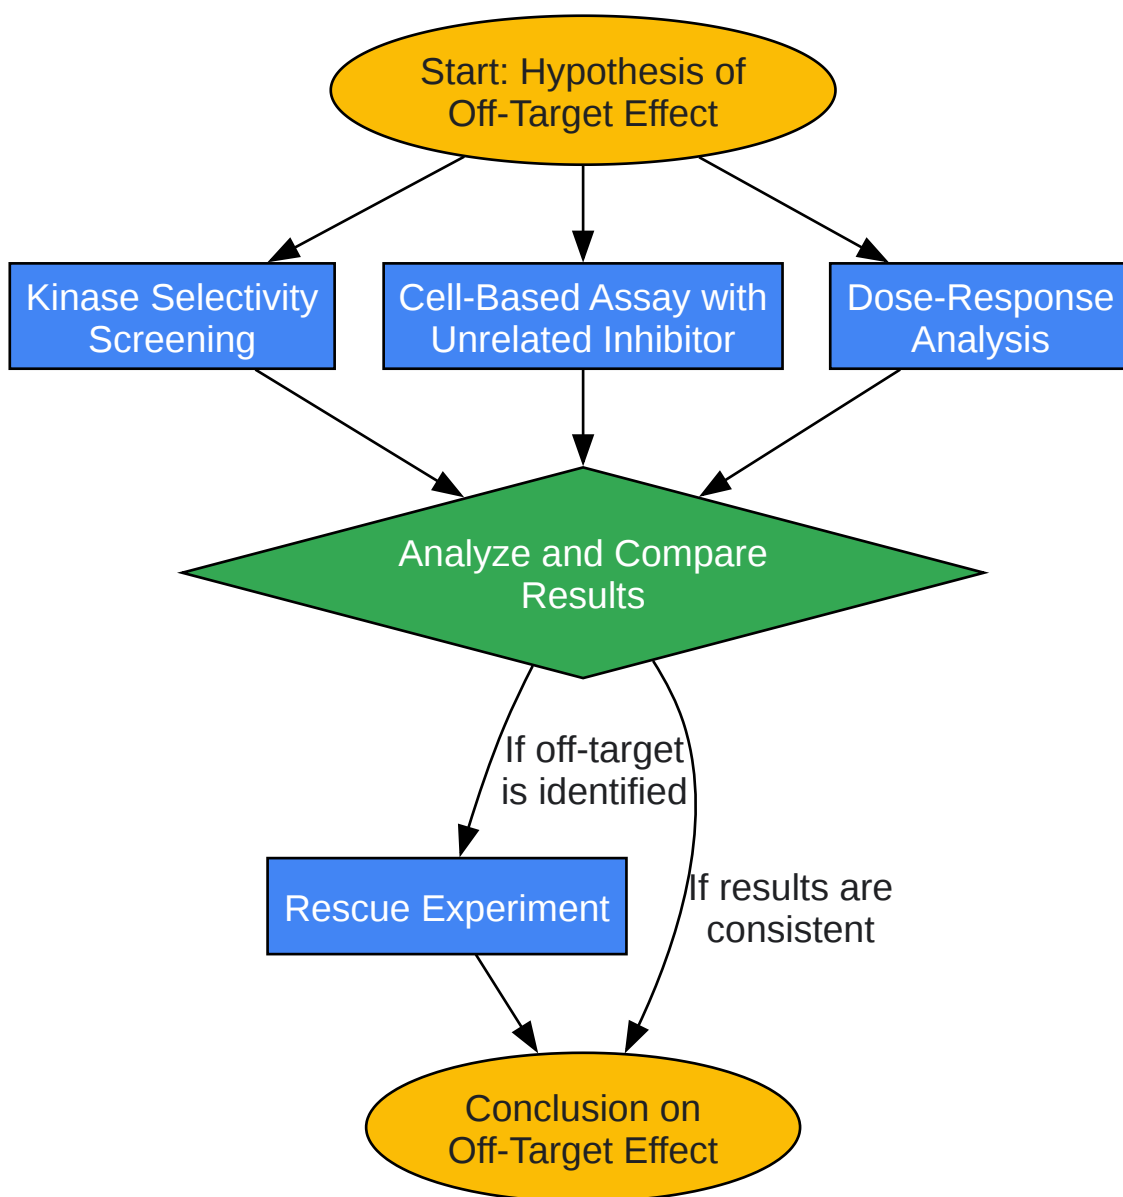 Start: Hypothesis of
Off-Target Effect
Kinase Selectivity
Screening
Cell-Based Assay with
Unrelated Inhibitor
Dose-Response
Analysis
Analyze and Compare
Results
If off-target
is identified
If results are
consistent
Rescue Experiment
Conclusion on
Off-Target Effect